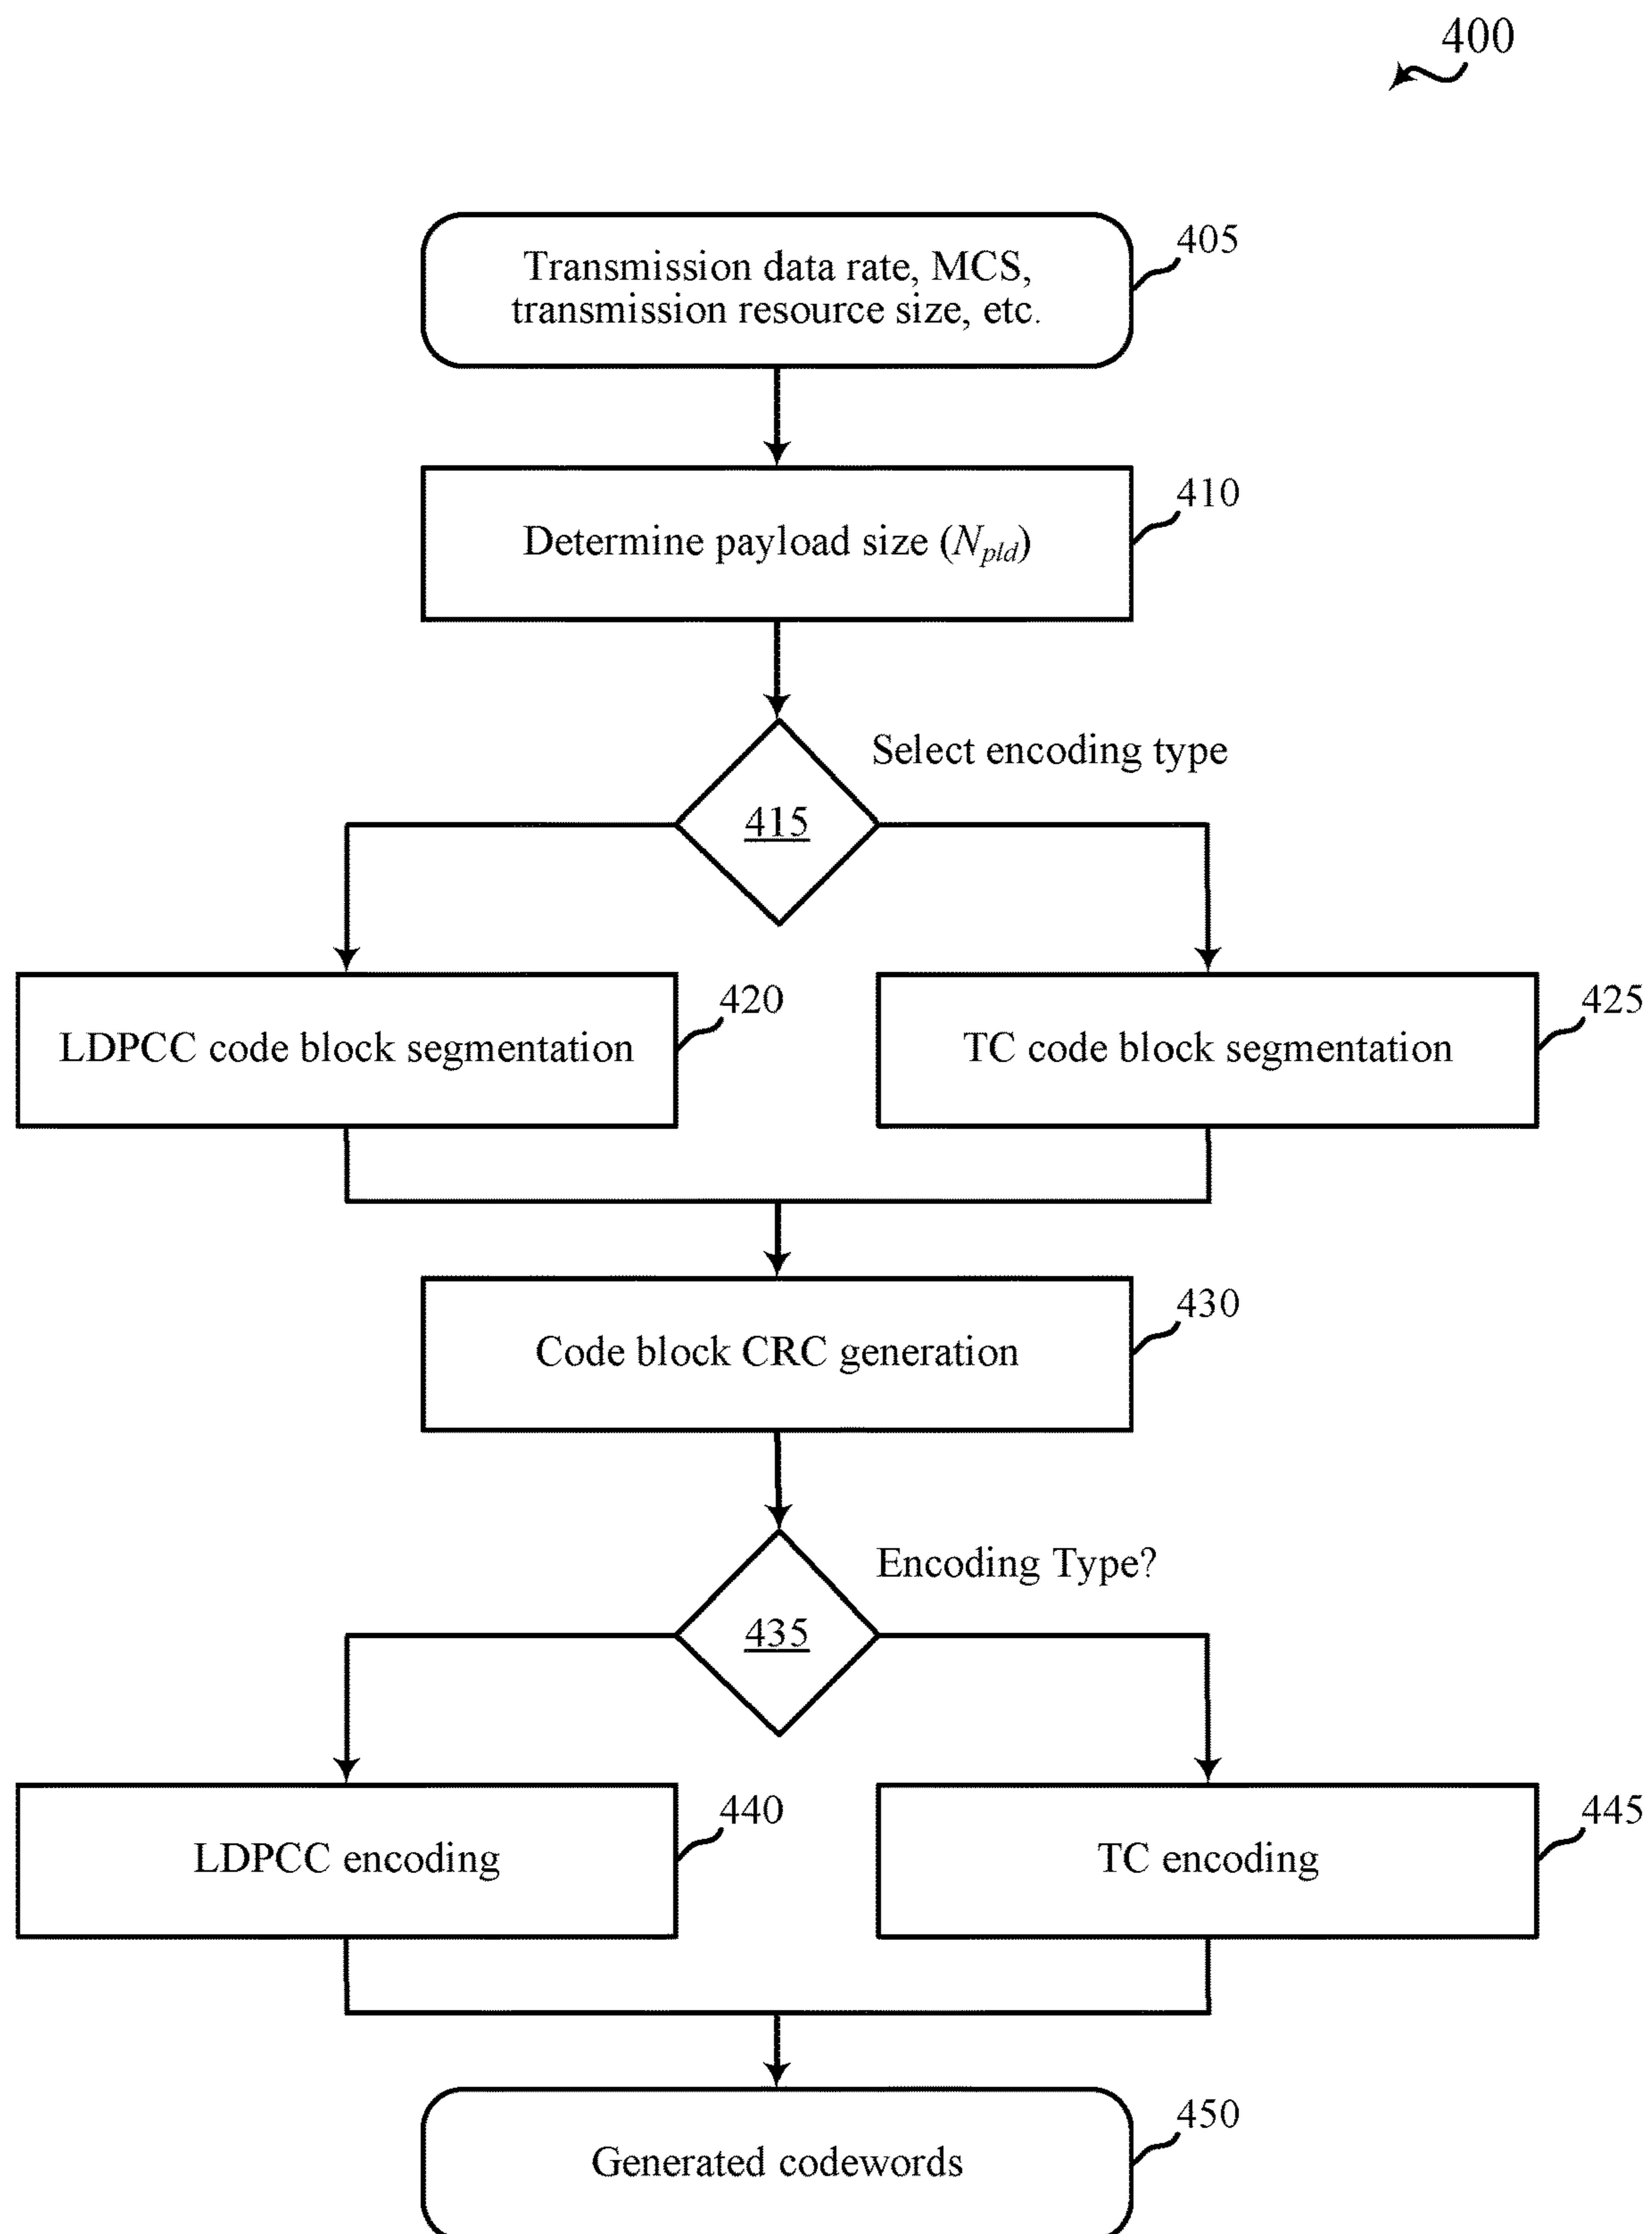 400
Transmission data rate, MCS,
transmission resource size, etc.
405
Determine payload size (Npld)
410
Select encoding type
415
LDPCC code block segmentation
420
TC code block segmentation
425
Code block CRC generation
430
Encoding Type?
435
LDPCC encoding
440
TC encoding
445
Generated codewords
450